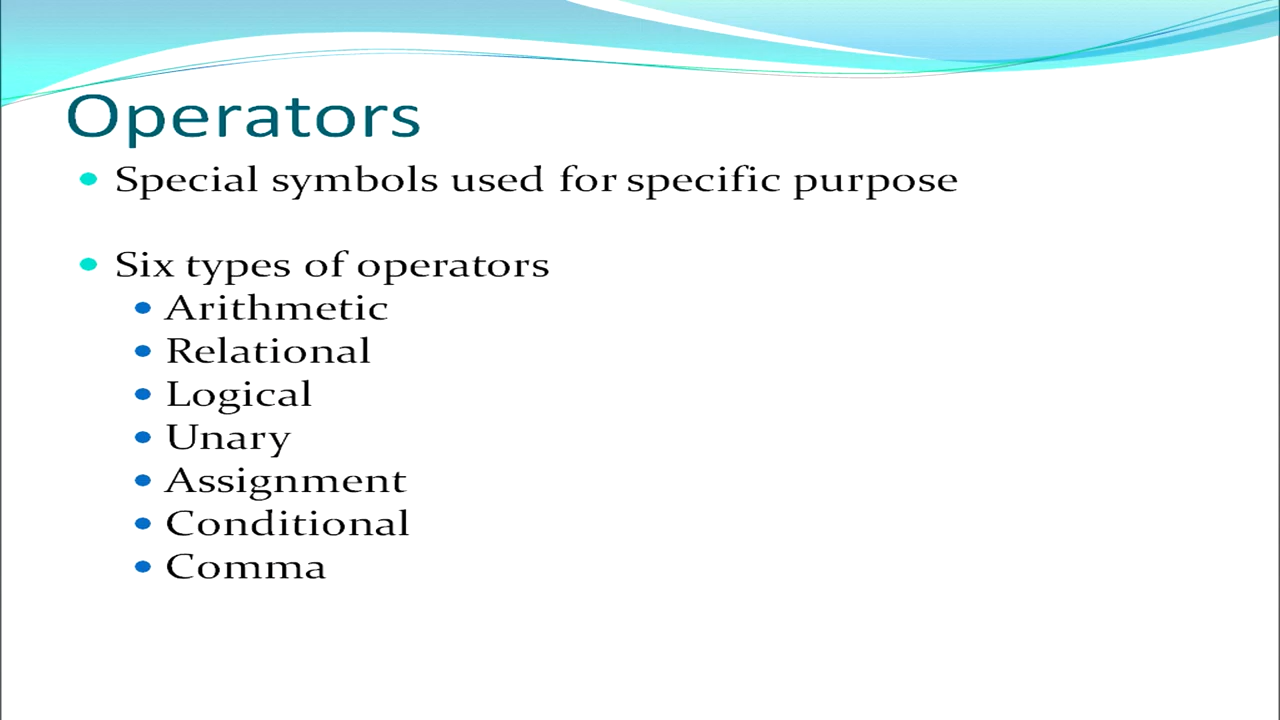 Operators
Special symbols used for specific purpose
Six types of operators
Arithmetic
Relational
Logical
Unary
Assignment
Conditional
Comma